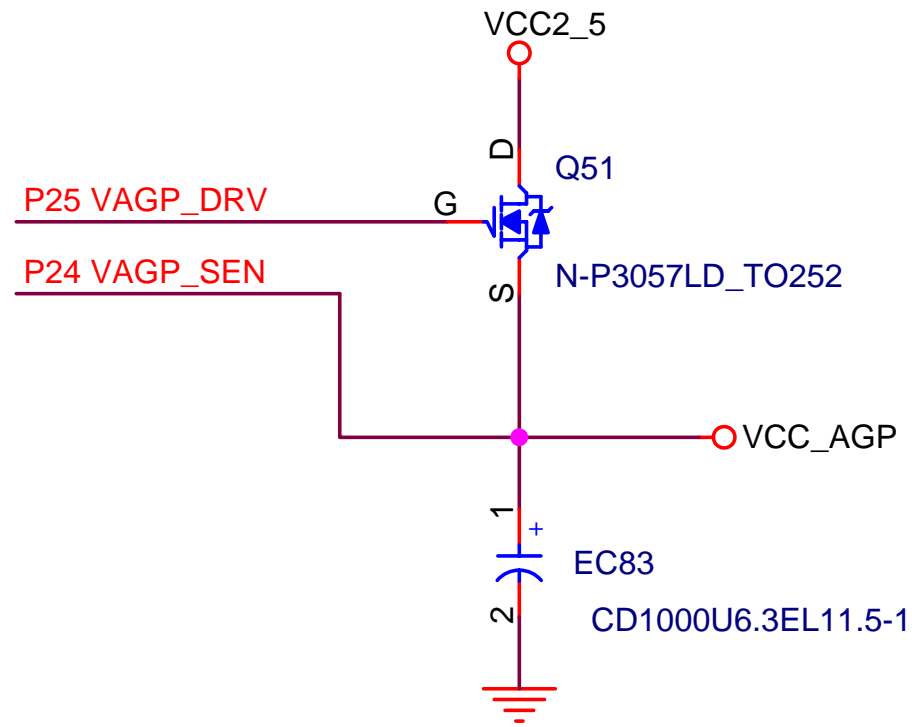 VCC2_5
D
Q51
P25 VAGP_DRV
G
P24 VAGP_SEN
N-P3057LD_TO252
S
VCC_AGP
1
+
EC83
2
CD1000U6.3EL11.5-1